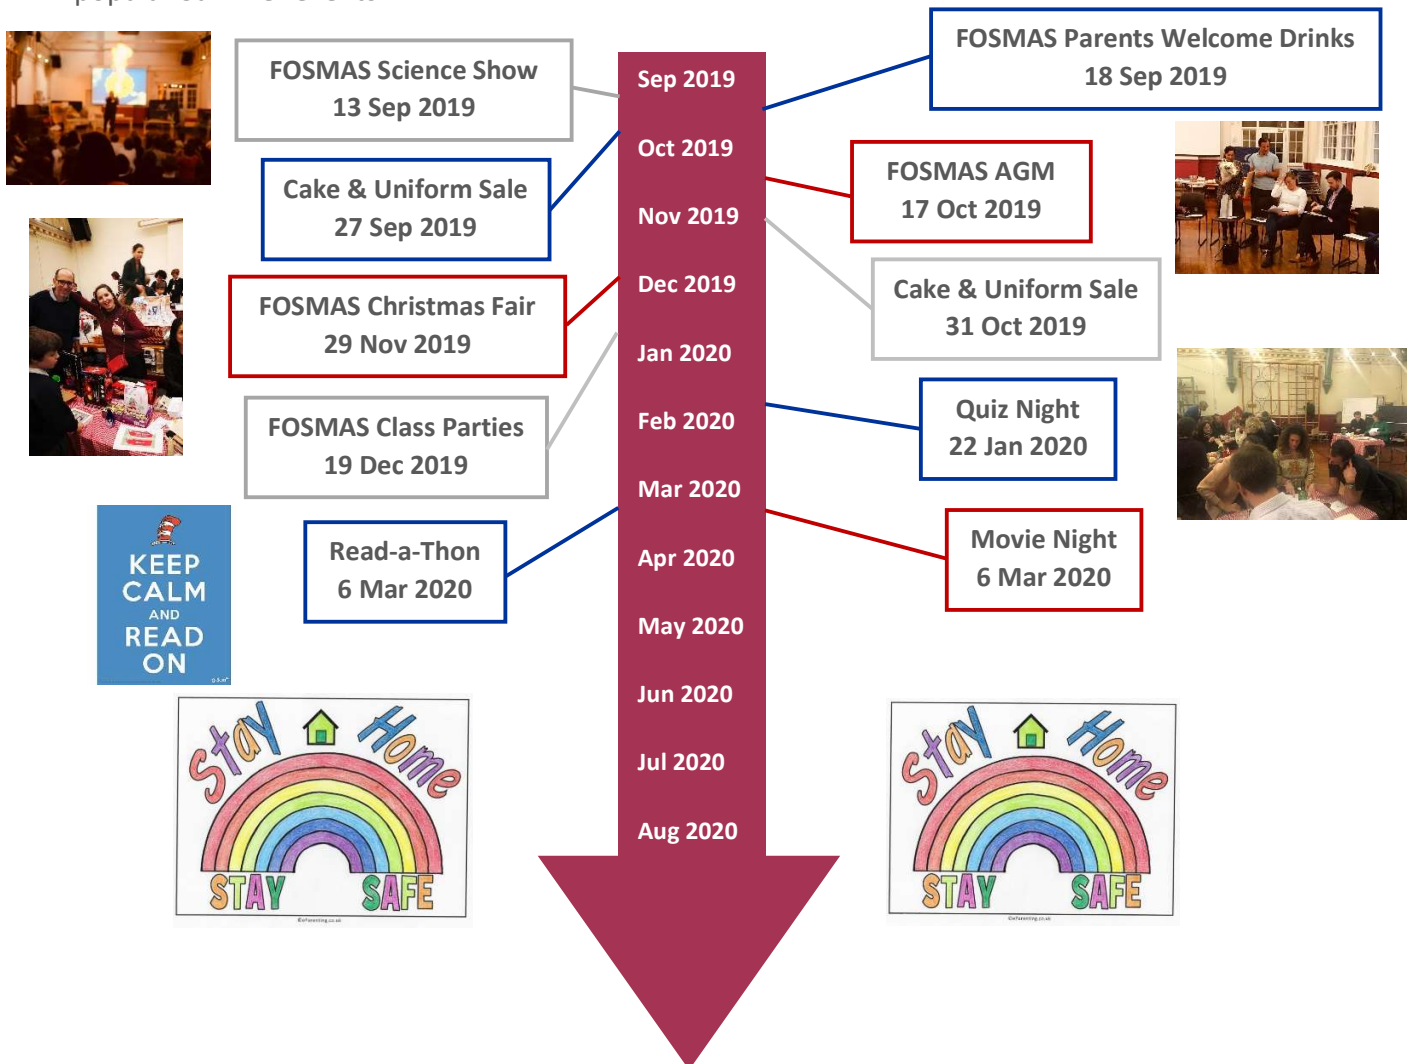 FOSMAS Science Show
13 Sep 2019
Cake & Uniform Sale
27 Sep 2019
FOSMAS Christmas Fair
29 Nov 2019
FOSMAS Class Parties
19 Dec 2019
Read-a-Thon
6 Mar 2020
KEEP
CALM
AND
READ
ON
Sep 2019
Oct 2019
Nov 2019
Dec 2019
Jan 2020
Feb 2020
Mar 2020
Apr 2020
May 2020
Jun 2020
Jul 2020
Aug 2020
FOSMAS Parents Welcome Drinks
18 Sep 2019
FOSMAS AGM
17 Oct 2019
Cake & Uniform Sale
31 Oct 2019
Quiz Night
22 Jan 2020
Movie Night
6 Mar 2020
Stay Home
STAY SAFE
Stay Home
STAY SAFE